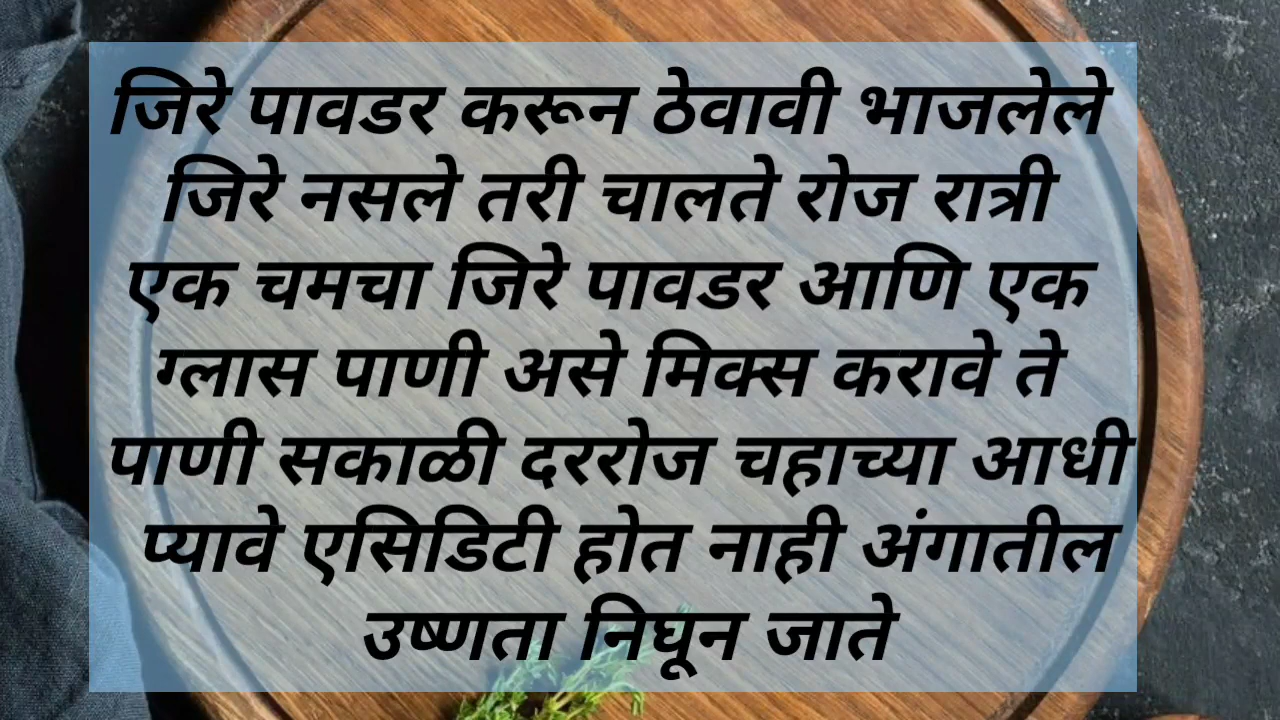 जिरे पावडर करून ठेवावी भाजलेले
जिरे नसले तरी चालते रोज रात्री
एक चमचा जिरे पावडर आणि एक
ग्लास पाणी असे मिक्स करावे ते
पाणी सकाळी दररोज चहाच्या आधी
प्यावे एसिडिटी होत नाही अंगातील
उष्णता निघून जाते